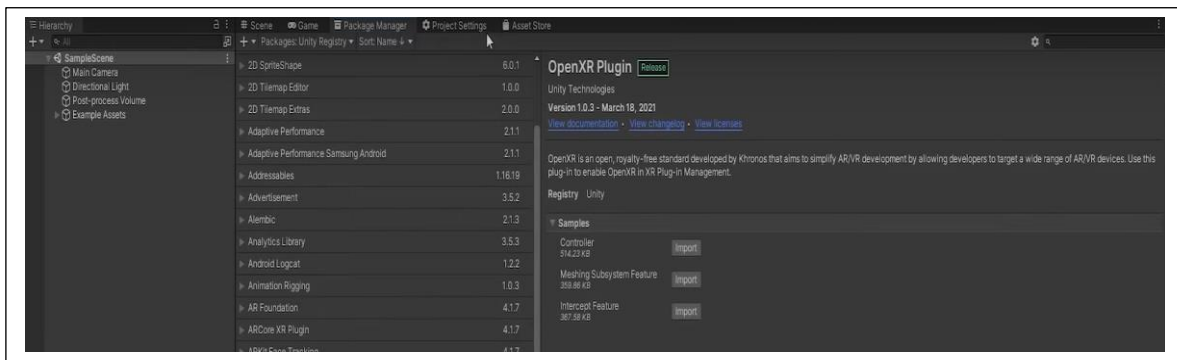 Hierarchy
All
SampleScene
Main Camera
Directional Light
Post-process Volume
Example Assets
Scene Game Package Manager Project Settings Asset Store
Packages: Unity Registry Sort: Name ↓
2D SpriteShape 6.0.1
2D Tilemap Editor 1.0.0
2D Tilemap Extras 2.0.0
Adaptive Performance 2.1.1
Adaptive Performance Samsung Android 2.1.1
Addressables 1.16.19
Advertisement 3.5.2
Alembic 2.1.3
Analytics Library 3.5.3
Android Logcat 1.2.2
Animation Rigging 1.0.3
AR Foundation 4.1.7
ARCore XR Plugin 4.1.7
ARKit Face Tracking 4.1.7
OpenXR Plugin Release
Unity Technologies
Version 1.0.3 - March 18, 2021
View documentation • View changelog • View licenses
OpenXR is an open, royalty-free standard developed by Khronos that aims to simplify AR/VR development by allowing developers to target a wide range of AR/VR devices. Use this
plug-in to enable OpenXR in XR Plug-in Management.
Registry Unity
Samples
Controller Import
514.23 KB
Meshing Subsystem Feature Import
359.86 KB
Intercept Feature Import
367.58 KB